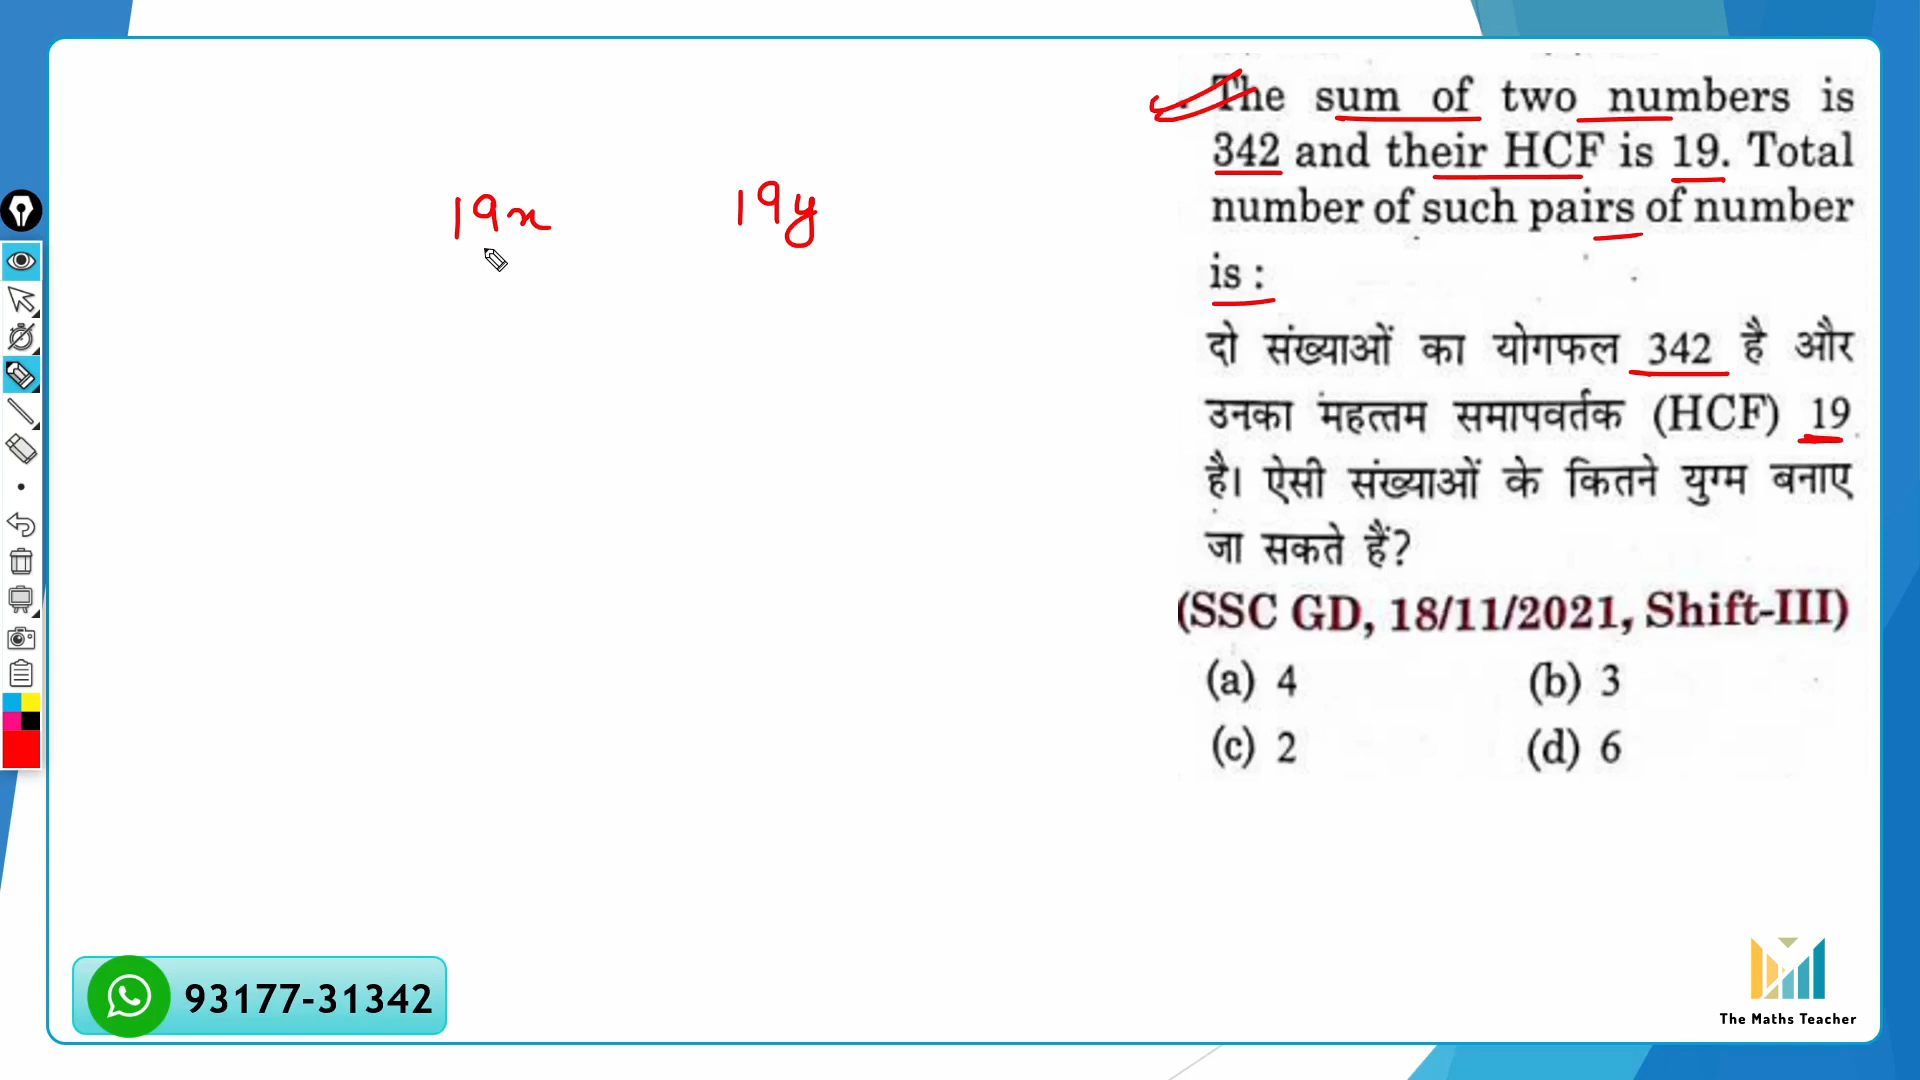 19x 19y
The sum of two numbers is
342 and their HCF is 19. Total
number of such pairs of number
is :
दो संख्याओं का योगफल 342 है और
उनका महत्तम समापवर्तक (HCF) 19
है। ऐसी संख्याओं के कितने युग्म बनाए
जा सकते हैं?
(SSC GD, 18/11/2021, Shift-III)
(a) 4 (b) 3
(c) 2 (d) 6
93177-31342
The Maths Teacher